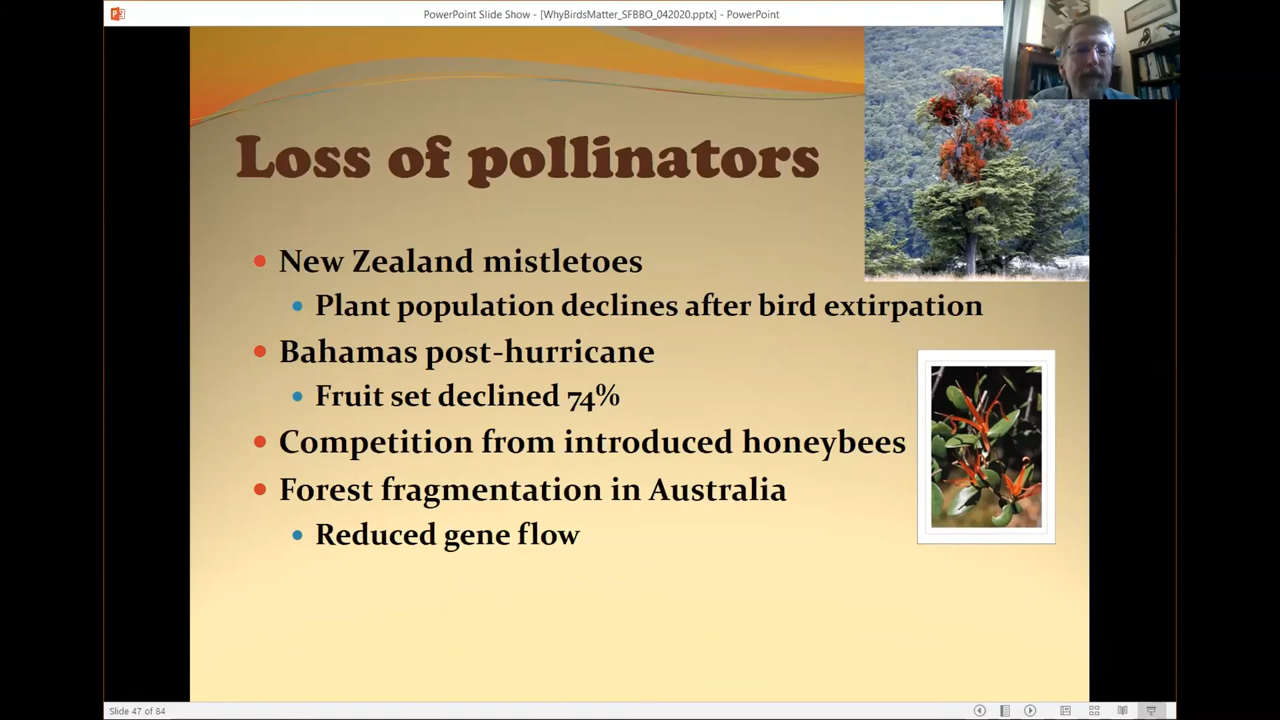 PowerPoint Slide Show - [WhyBirdsMatter_SFBBO_042020.pptx] - PowerPoint
Loss of pollinators
New Zealand mistletoes
Plant population declines after bird extirpation
Bahamas post-hurricane
Fruit set declined 74%
Competition from introduced honeybees
Forest fragmentation in Australia
Reduced gene flow
Slide 47 of 84